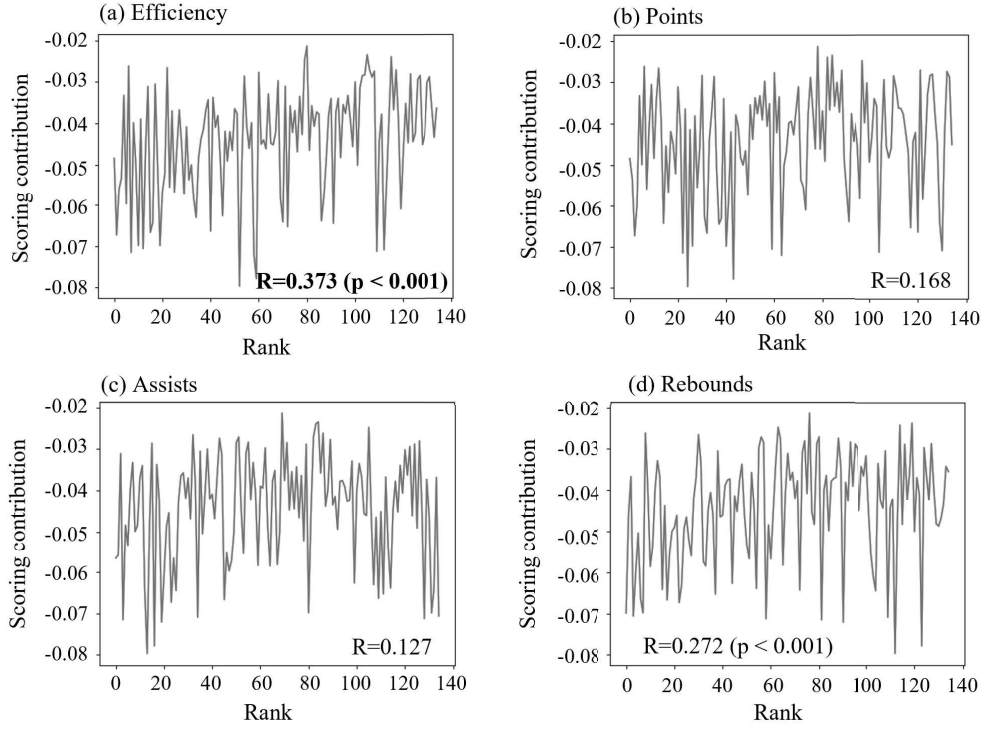 (a) Efficiency
-0.02
-0.03
-0.04
-0.05
-0.06
-0.07
-0.08
Scoring contribution
R=0.373 (p < 0.001)
0 20 40 60 80 100 120 140
Rank
(b) Points
-0.02
-0.03
-0.04
-0.05
-0.06
-0.07
-0.08
Scoring contribution
R=0.168
0 20 40 60 80 100 120 140
Rank
(c) Assists
-0.02
-0.03
-0.04
-0.05
-0.06
-0.07
-0.08
Scoring contribution
R=0.127
0 20 40 60 80 100 120 140
Rank
(d) Rebounds
-0.02
-0.03
-0.04
-0.05
-0.06
-0.07
-0.08
Scoring contribution
R=0.272 (p < 0.001)
0 20 40 60 80 100 120 140
Rank